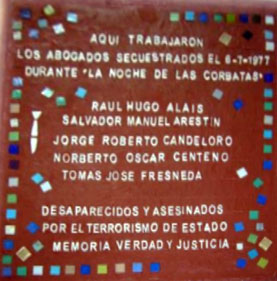 AQUI TRABAJARON
LOS ABOGADOS SECUESTRADOS EL 6-7-1977
DURANTE "LA NOCHE DE LAS CORBATAS"
RAUL HUGO ALAIS
SALVADOR MANUEL ARESTIN
JORGE ROBERTO CANDELORO
NORBERTO OSCAR CENTENO
TOMAS JOSE FRESNEDA
DESAPARECIDOS Y ASESINADOS
POR EL TERRORISMO DE ESTADO
MEMORIA VERDAD Y JUSTICIA